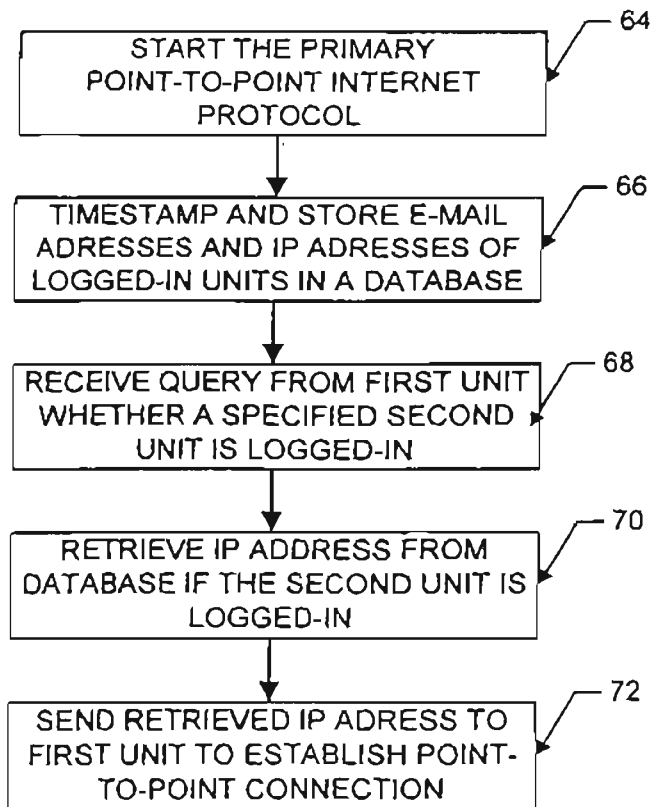 64
START THE PRIMARY
POINT-TO-POINT INTERNET
PROTOCOL
66
TIMESTAMP AND STORE E-MAIL
ADRESSES AND IP ADRESSES OF
LOGGED-IN UNITS IN A DATABASE
68
RECEIVE QUERY FROM FIRST UNIT
WHETHER A SPECIFIED SECOND
UNIT IS LOGGED-IN
70
RETRIEVE IP ADDRESS FROM
DATABASE IF THE SECOND UNIT IS
LOGGED-IN
72
SEND RETRIEVED IP ADRESS TO
FIRST UNIT TO ESTABLISH POINT-
TO-POINT CONNECTION